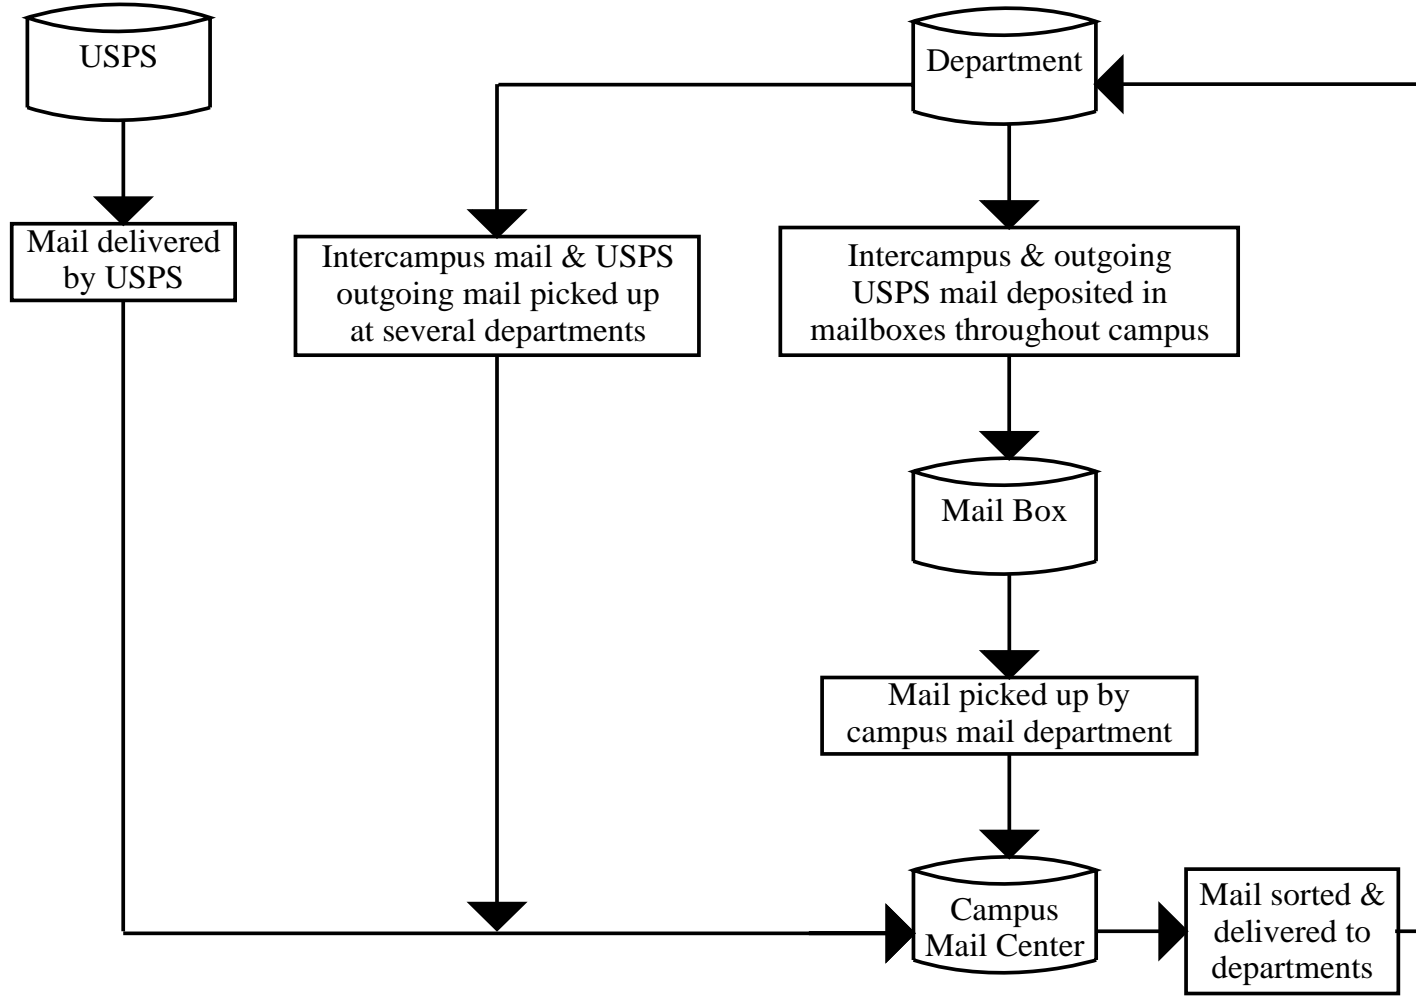 USPS
Department
Mail delivered
by USPS
Intercampus mail & USPS
outgoing mail picked up
at several departments
Intercampus & outgoing
USPS mail deposited in
mailboxes throughout campus
Mail Box
Mail picked up by
campus mail department
Campus
Mail Center
Mail sorted &
delivered to
departments